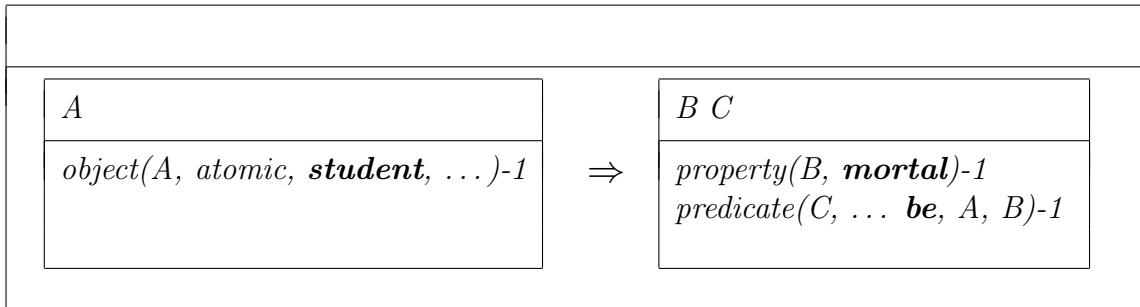 A
object(A, atomic, student, ...)-1
⇒
B C
property(B, mortal)-1
predicate(C, ... be, A, B)-1